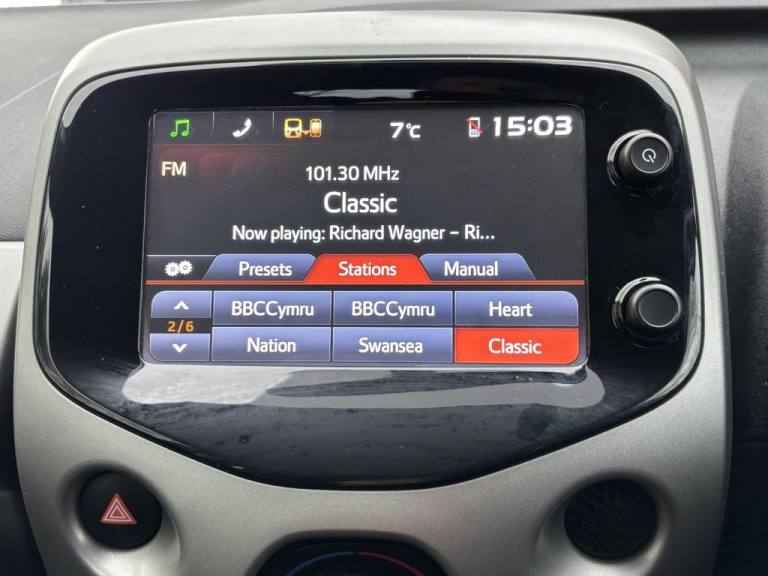 7°C 15:03
FM
101.30 MHz
Classic
Now playing: Richard Wagner – Ri...
Presets Stations Manual
BBCCymru BBCCymru Heart
2/6
Nation Swansea Classic